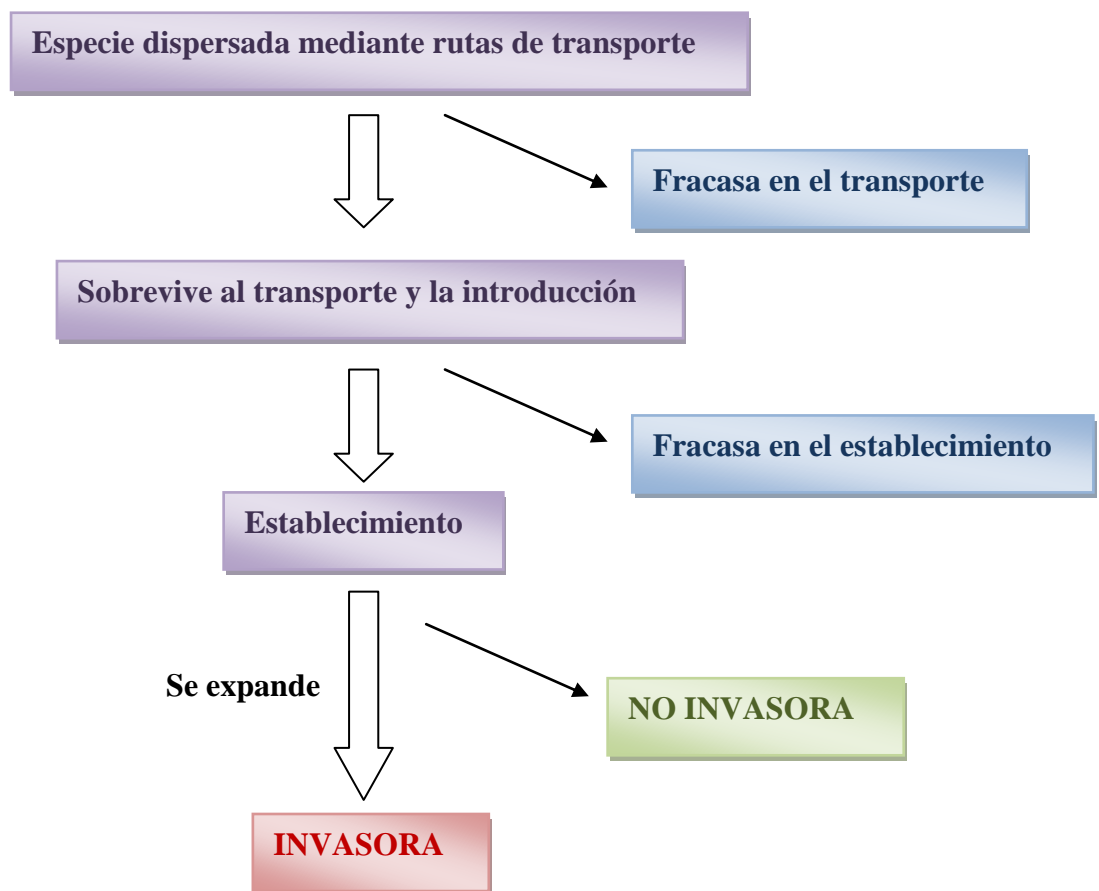 Especie dispersada mediante rutas de transporte
Fracasa en el transporte
Sobrevive al transporte y la introducción
Fracasa en el establecimiento
Establecimiento
Se expande
NO INVASORA
INVASORA